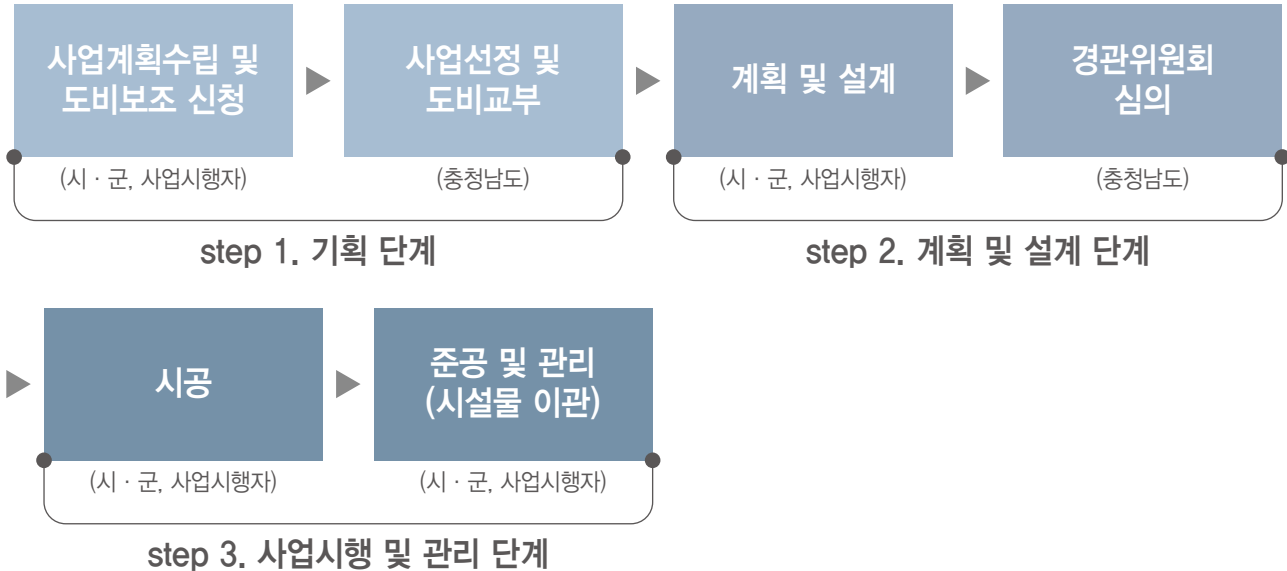 사업계획수립 및
도비보조 신청
사업선정 및
도비교부
계획 및 설계
경관위원회
심의
(시 · 군, 사업시행자)
(충청남도)
(시 · 군, 사업시행자)
(충청남도)
step 1. 기획 단계
step 2. 계획 및 설계 단계
시공
준공 및 관리
(시설물 이관)
(시 · 군, 사업시행자)
(시 · 군, 사업시행자)
step 3. 사업시행 및 관리 단계